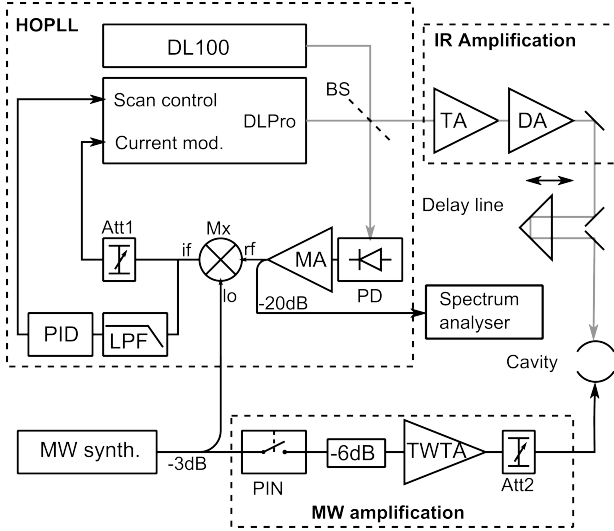 HOPLL
DL100
IR Amplification
BS
Scan control
DLPro
Current mod.
TA
DA
Delay line
Att1
Mx
if
rf
MA
lo
-20dB
PD
Spectrum
analyser
PID
LPF
Cavity
MW synth.
-3dB
PIN
-6dB
TWTA
Att2
MW amplification